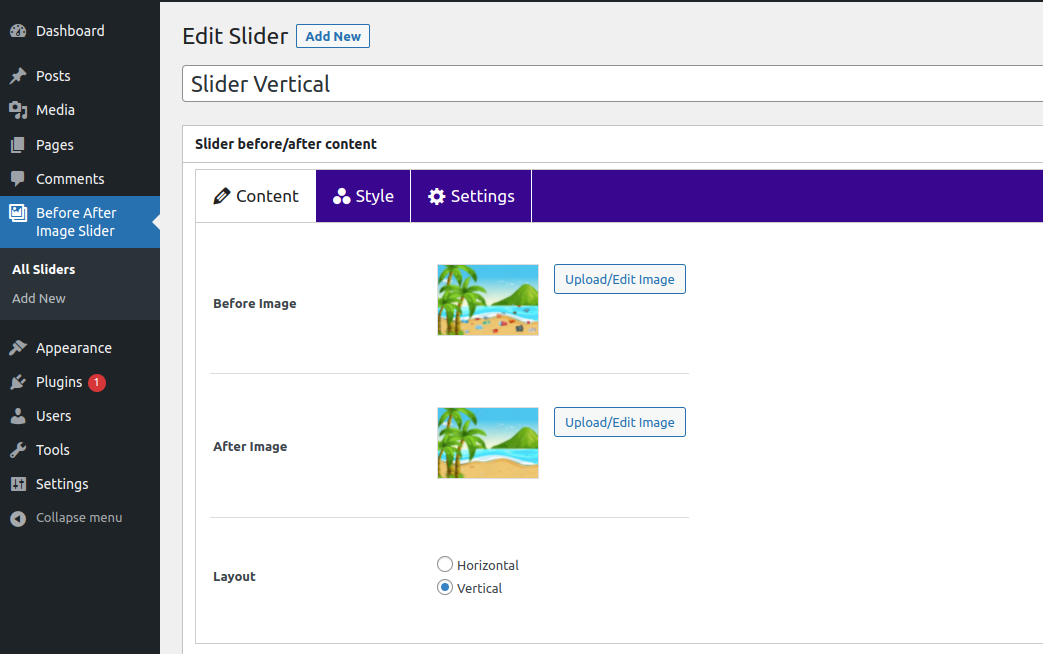 Dashboard
Posts
Media
Pages
Comments
Before After
Image Slider
All Sliders
Add New
Appearance
Plugins 1
Users
Tools
Settings
Collapse menu
Edit Slider Add New
Slider Vertical
Slider before/after content
Content Style Settings
Before Image Upload/Edit Image
After Image Upload/Edit Image
Layout
Horizontal
Vertical